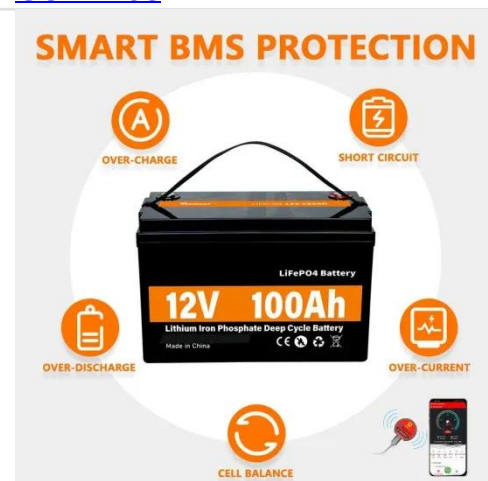 SMART BMS PROTECTION
OVER-CHARGE
SHORT CIRCUIT
LiFePO4 Battery
12V 100Ah
Lithium Iron Phosphate Deep Cycle Battery
Made in China
CE
OVER-DISCHARGE
OVER-CURRENT
CELL BALANCE